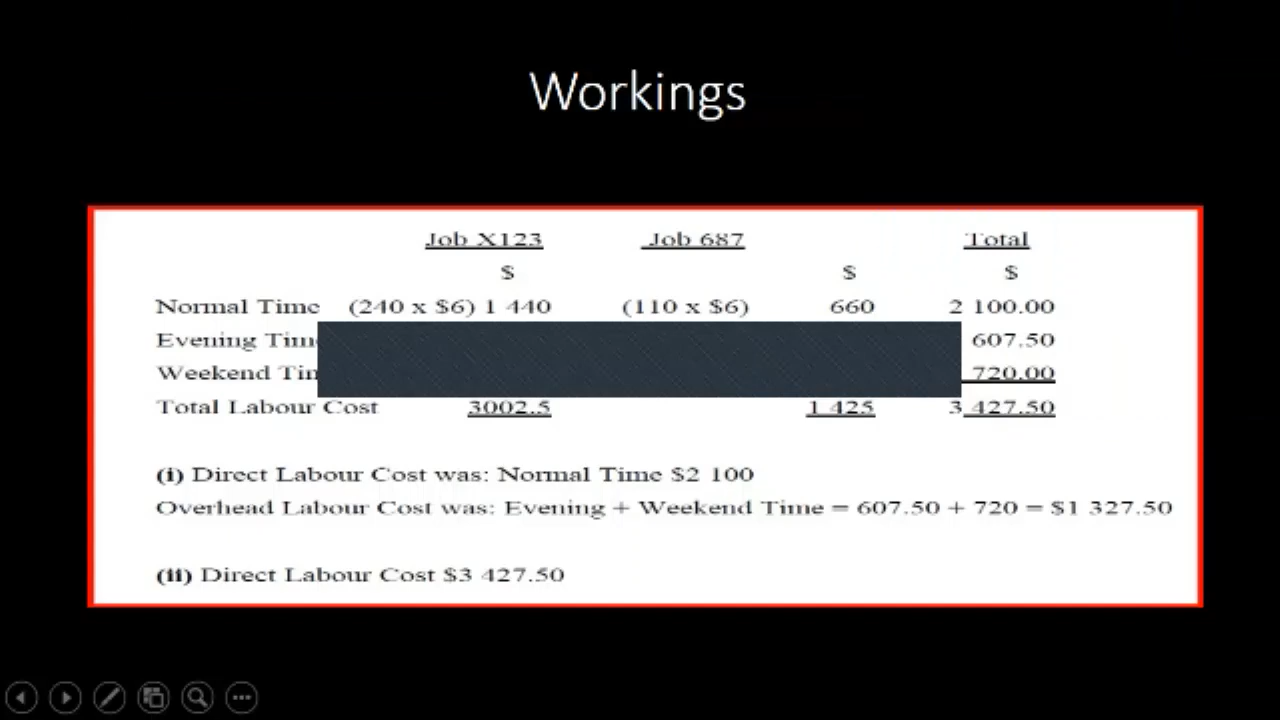 Workings
Job X123 Job 687 Total
$ $ $
Normal Time (240 x $6) 1 440 (110 x $6) 660 2 100.00
Evening 607.50
Weekend 720.00
Total Labour Cost 3002.5 1 425 3 427.50
(i) Direct Labour Cost was: Normal Time $2 100
Overhead Labour Cost was: Evening + Weekend Time = 607.50 + 720 = $1 327.50
(ii) Direct Labour Cost $3 427.50